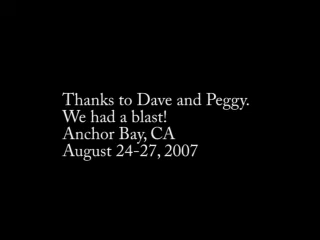 Thanks to Dave and Peggy.
We had a blast!
Anchor Bay, CA
August 24-27, 2007